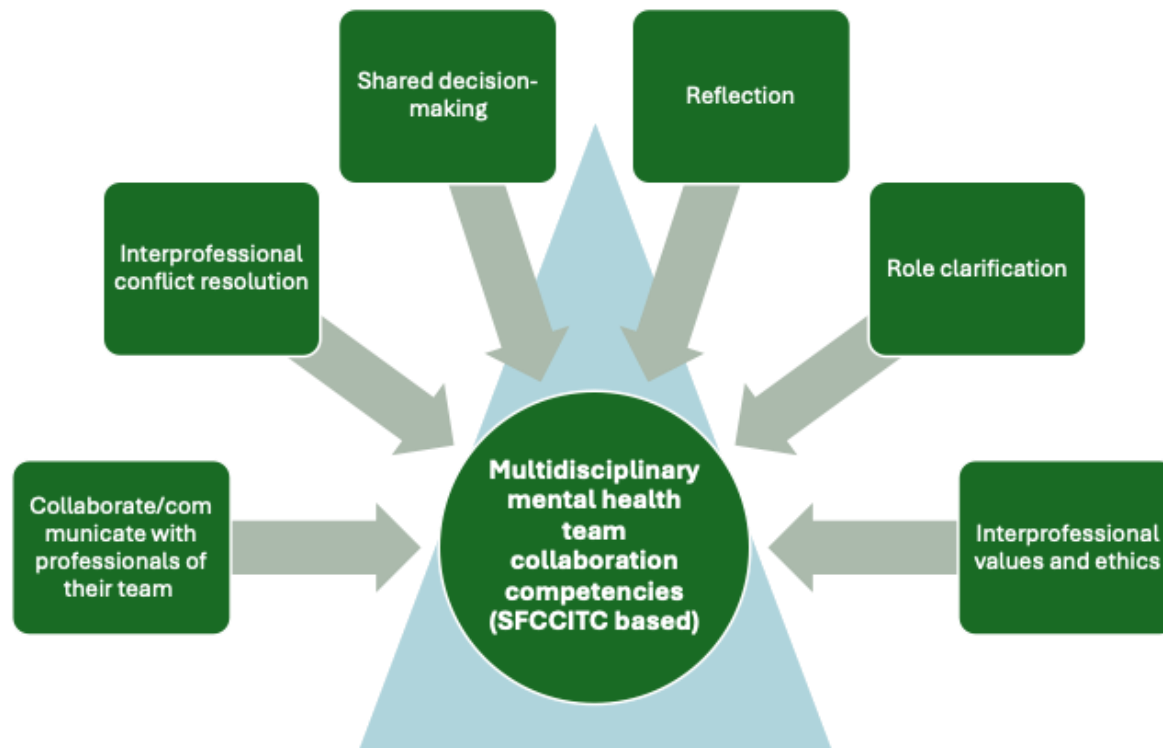 Shared decision-
making
Reflection
Interprofessional
conflict resolution
Role clarification
Collaborate/com
municate with
professionals of
their team
Multidisciplinary
mental health
team
collaboration
competencies
(SFCCITC based)
Interprofessional
values and ethics